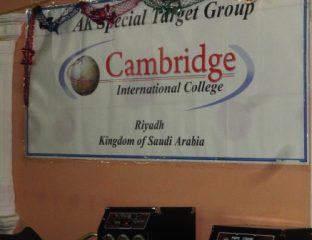 AK Special Target Group
Cambridge
International College
Riyadh
Kingdom of Saudi Arabia